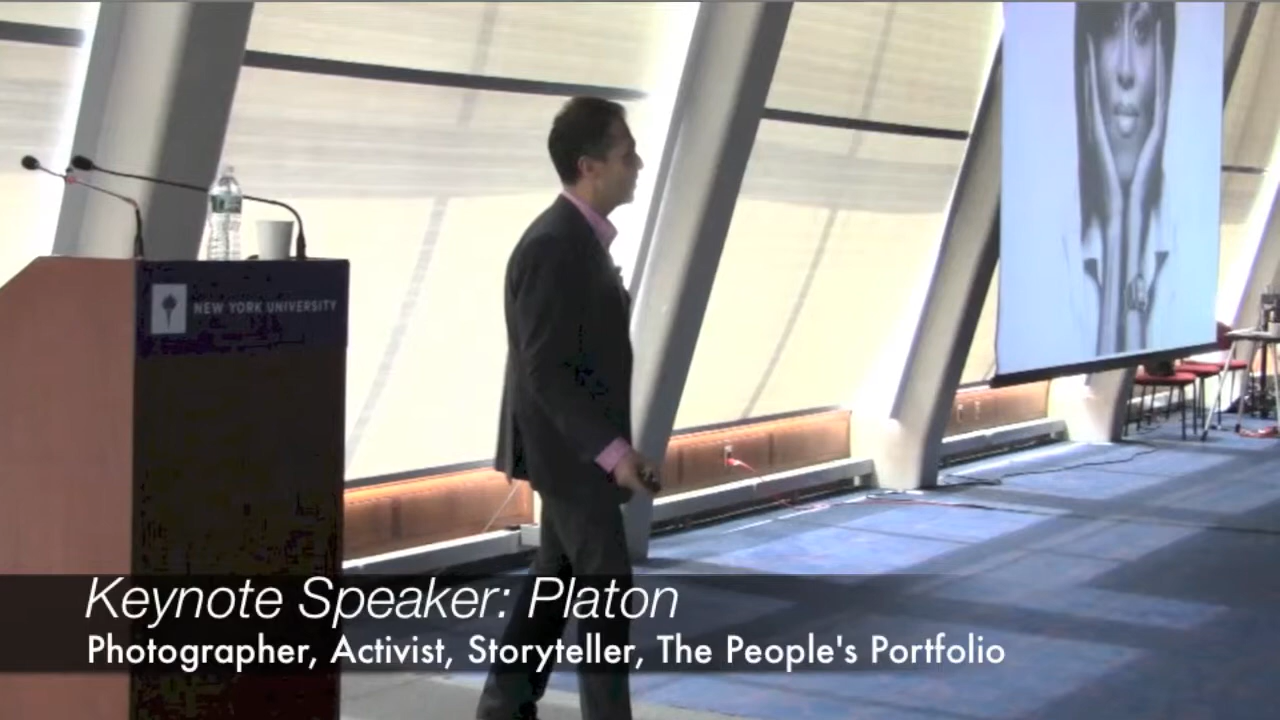 NEW YORK UNIVERSITY
Keynote Speaker: Platon
Photographer, Activist, Storyteller, The People's Portfolio